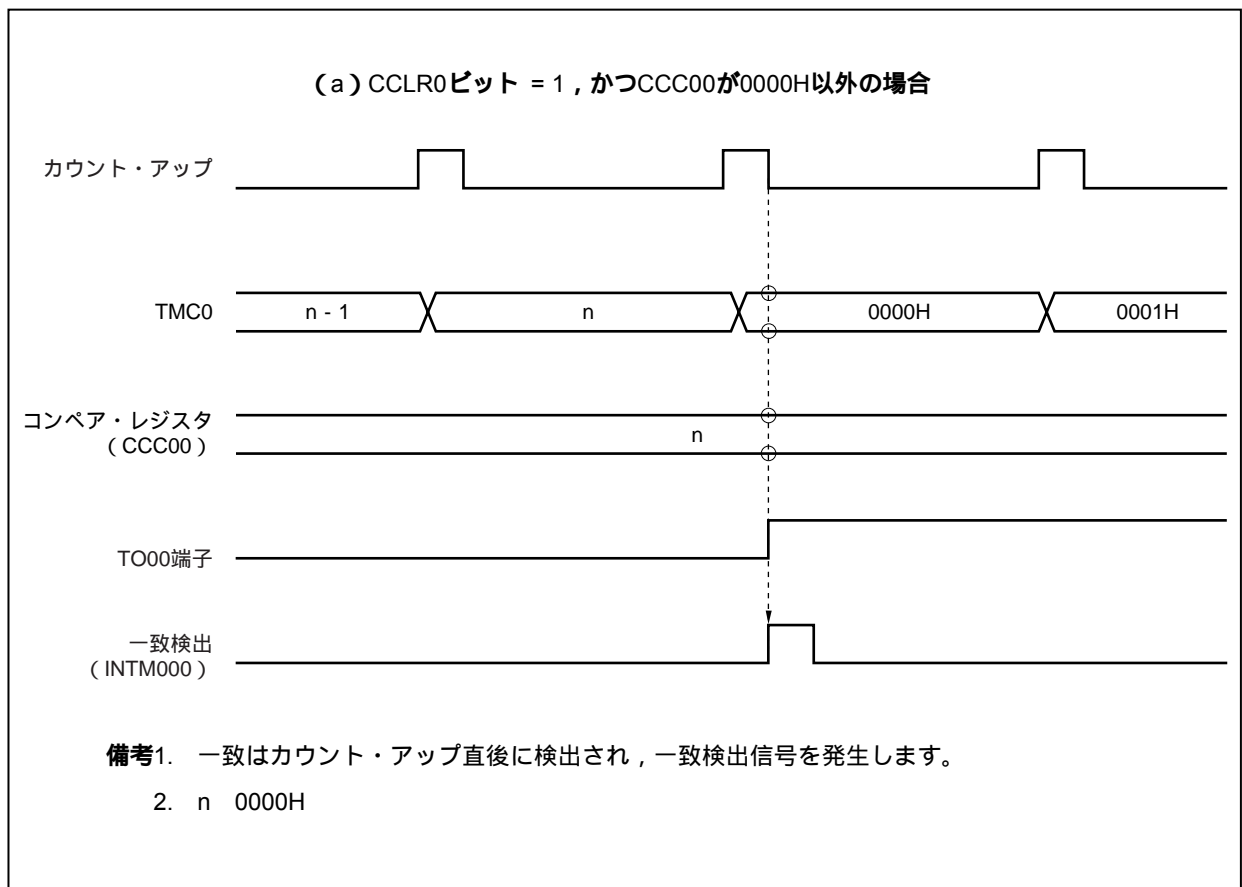 （a）CCLR0ビット = 1，かつCCC00が0000H以外の場合
カウント・アップ
TMC0
n - 1
n
0000H
0001H
コンペア・レジスタ
（CCC00）
n
TO00端子
一致検出
（INTM000）
備考1. 一致はカウント・アップ直後に検出され，一致検出信号を発生します。
2. n 0000H